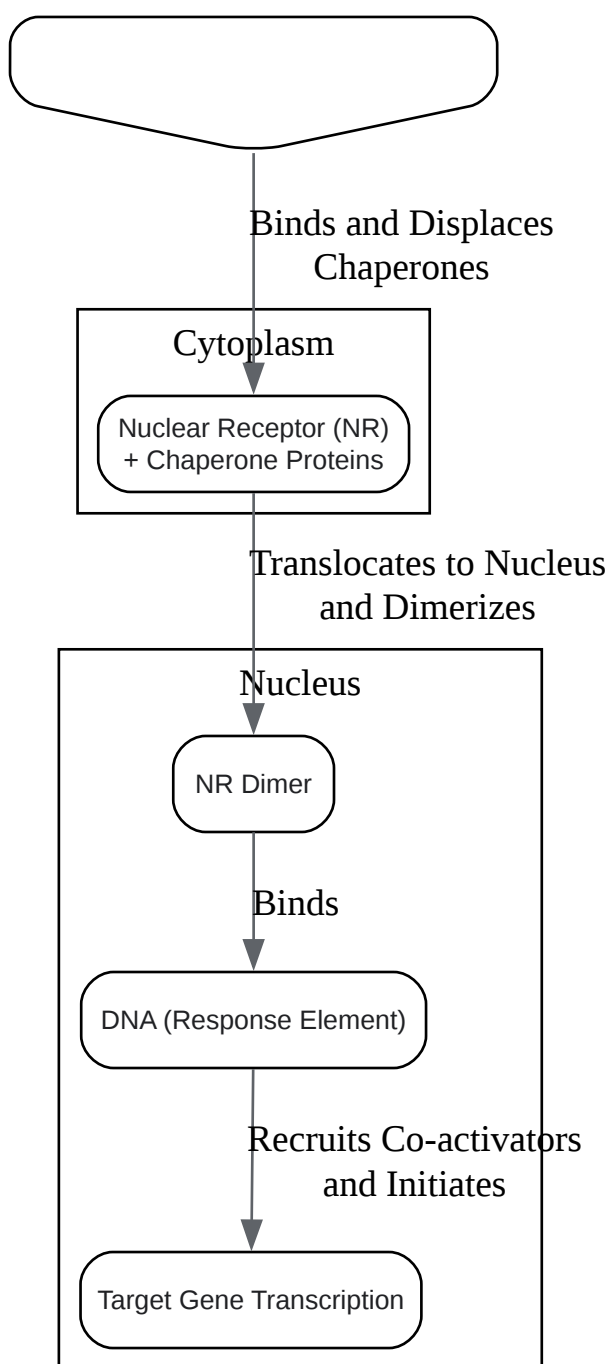 Binds and Displaces
Chaperones
Cytoplasm
Nuclear Receptor (NR)
+ Chaperone Proteins
Translocates to Nucleus
and Dimerizes
Nucleus
NR Dimer
Binds
DNA (Response Element)
Recruits Co-activators
and Initiates
Target Gene Transcription